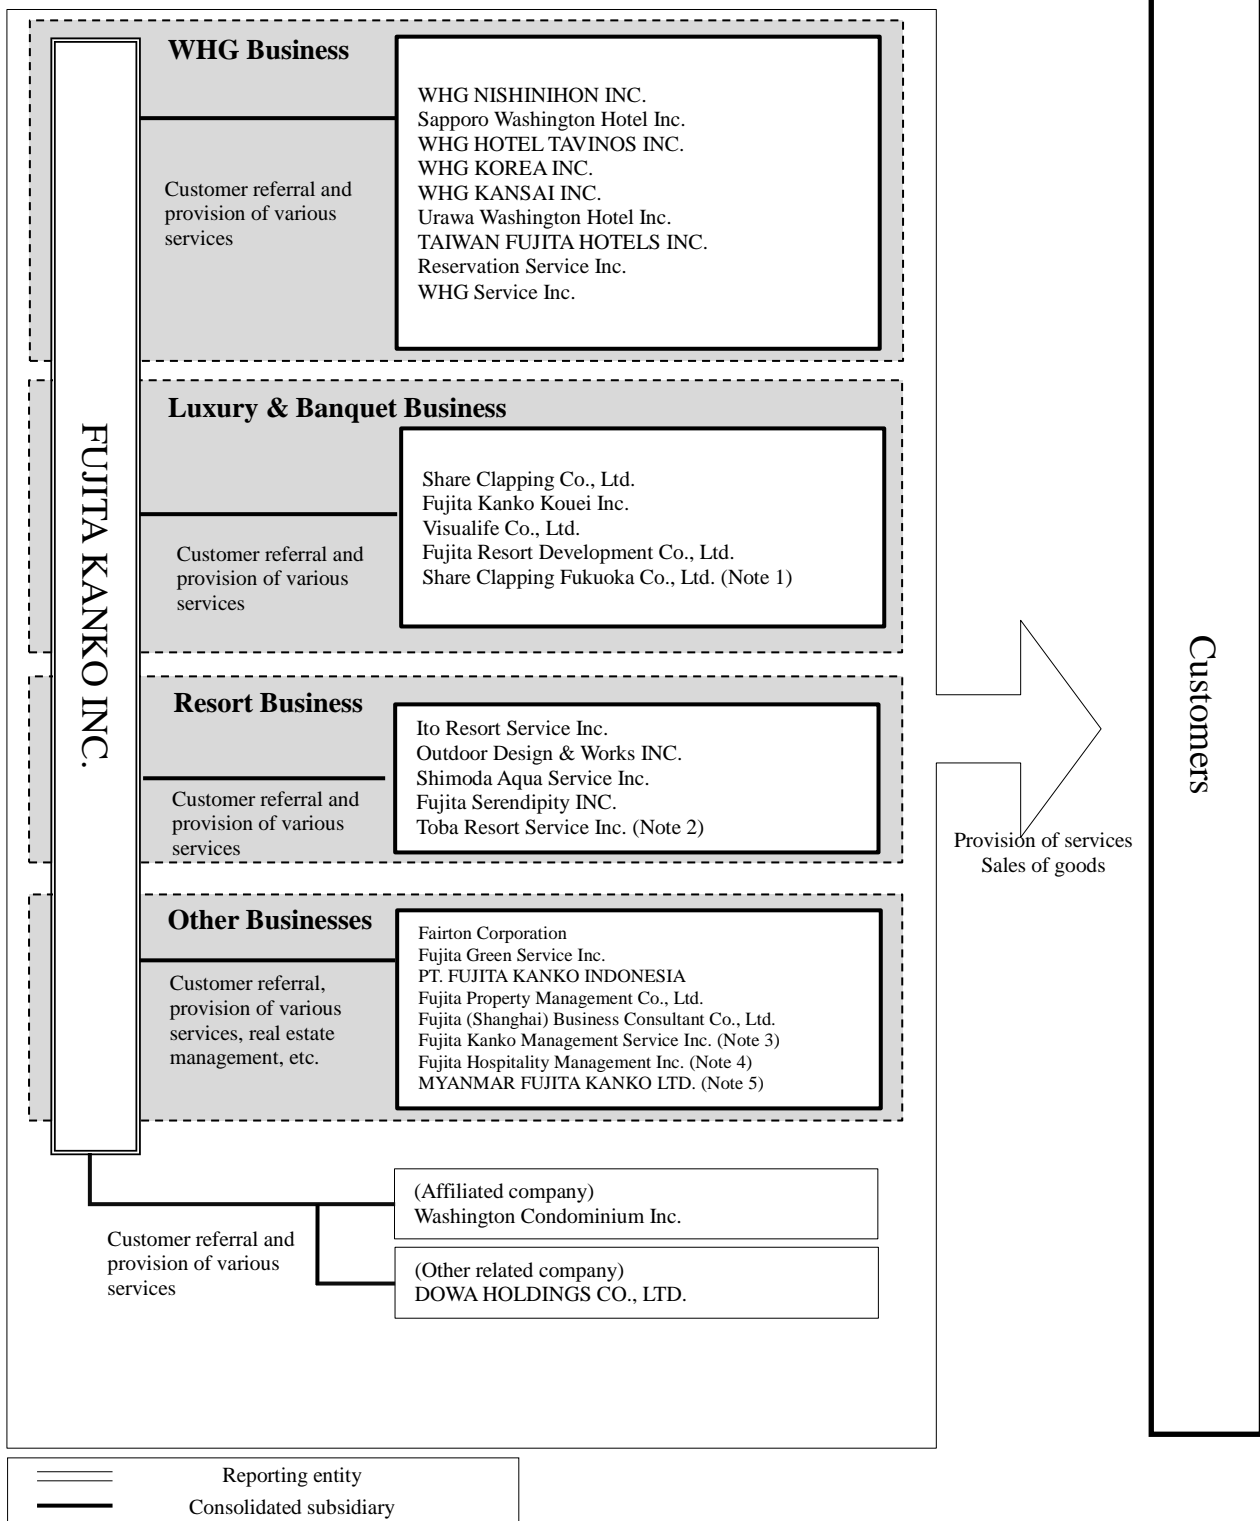 FUJITA KANKO INC.
WHG Business
Customer referral and
provision of various
services
WHG NISHINIHON INC.
Sapporo Washington Hotel Inc.
WHG HOTEL TAVINOS INC.
WHG KOREA INC.
WHG KANSAI INC.
Urawa Washington Hotel Inc.
TAIWAN FUJITA HOTELS INC.
Reservation Service Inc.
WHG Service Inc.
Luxury & Banquet Business
Customer referral and
provision of various
services
Share Clapping Co., Ltd.
Fujita Kanko Kouei Inc.
Visualife Co., Ltd.
Fujita Resort Development Co., Ltd.
Share Clapping Fukuoka Co., Ltd. (Note 1)
Resort Business
Customer referral and
provision of various
services
Ito Resort Service Inc.
Outdoor Design & Works INC.
Shimoda Aqua Service Inc.
Fujita Serendipity INC.
Toba Resort Service Inc. (Note 2)
Other Businesses
Customer referral,
provision of various
services, real estate
management, etc.
Fairton Corporation
Fujita Green Service Inc.
PT. FUJITA KANKO INDONESIA
Fujita Property Management Co., Ltd.
Fujita (Shanghai) Business Consultant Co., Ltd.
Fujita Kanko Management Service Inc. (Note 3)
Fujita Hospitality Management Inc. (Note 4)
MYANMAR FUJITA KANKO LTD. (Note 5)
Customer referral and
provision of various
services
(Affiliated company)
Washington Condominium Inc.
(Other related company)
DOWA HOLDINGS CO., LTD.
Provision of services
Sales of goods
Customers
Reporting entity
Consolidated subsidiary